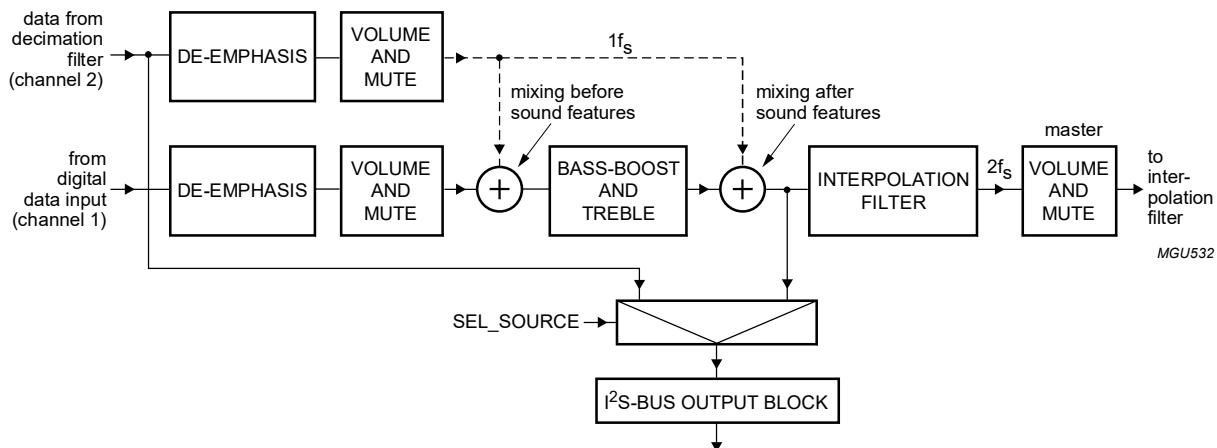 data from
decimation
filter
(channel 2)
DE-EMPHASIS
VOLUME
AND
MUTE
1fs
mixing before
sound features
mixing after
sound features
from
digital
data input
(channel 1)
DE-EMPHASIS
VOLUME
AND
MUTE
+
BASS-BOOST
AND
TREBLE
+
INTERPOLATION
FILTER
2fs
master
VOLUME
AND
MUTE
to
inter-
polation
filter
MGU532
SEL_SOURCE
I2S-BUS OUTPUT BLOCK